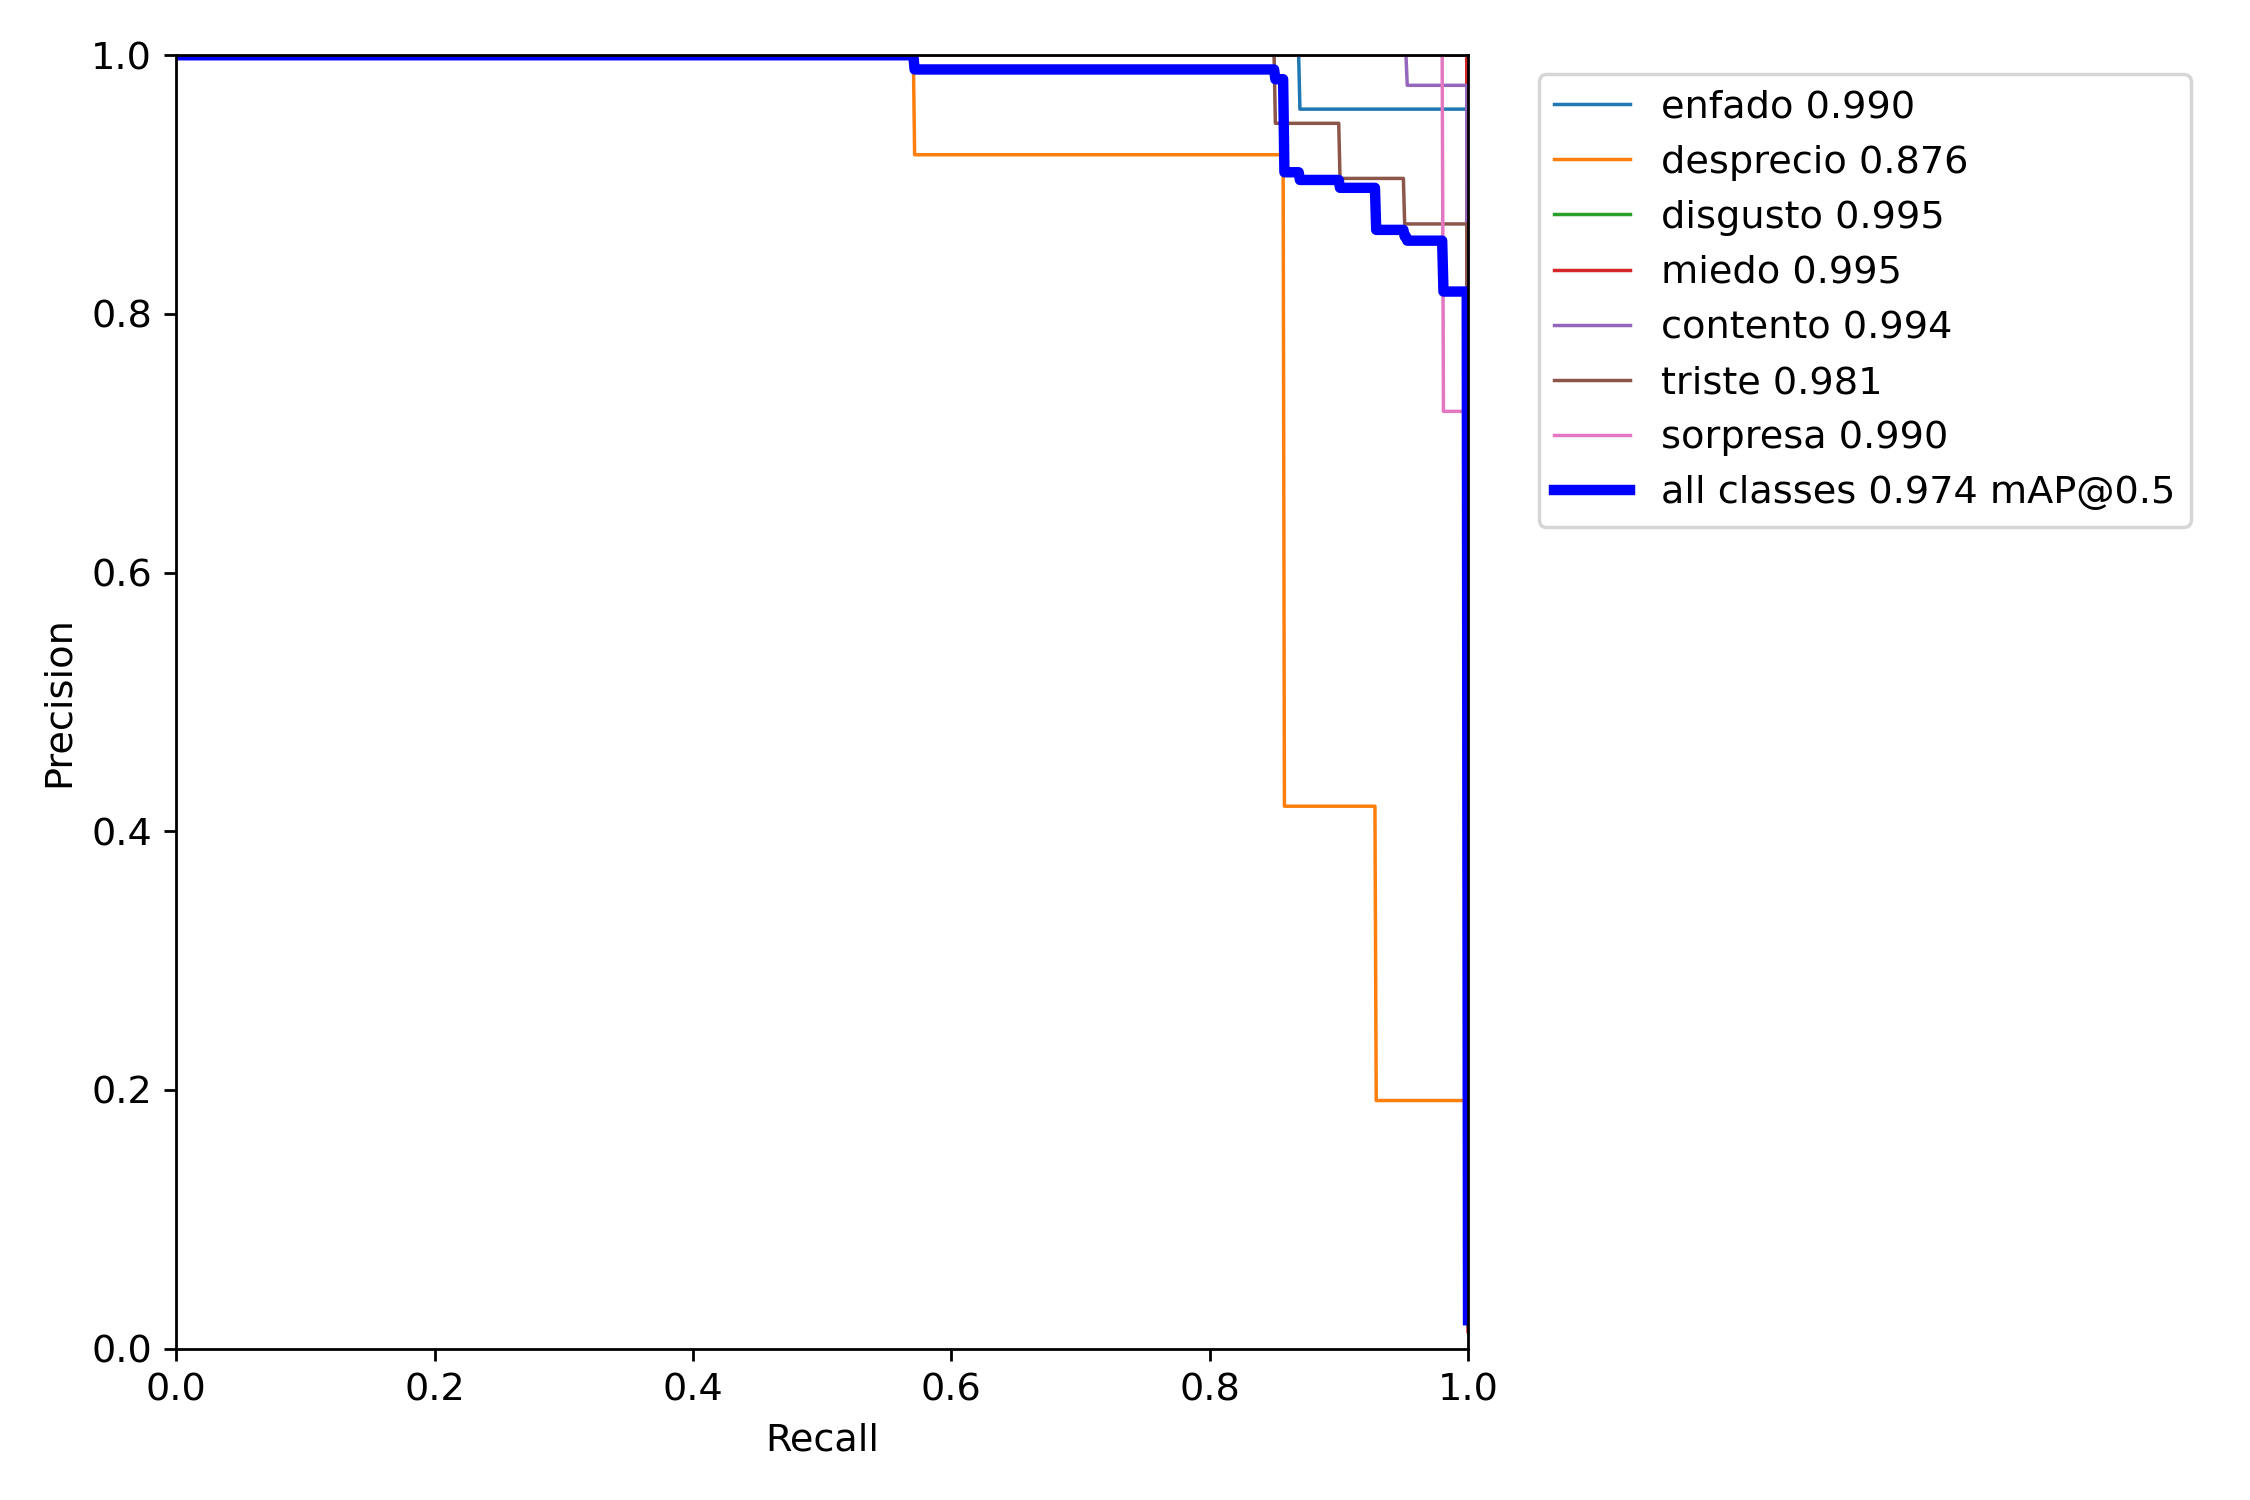 1.0
0.8
0.6
0.4
0.2
0.0
0.0 0.2 0.4 0.6 0.8 1.0
Precision
Recall
enfado 0.990
desprecio 0.876
disgusto 0.995
miedo 0.995
contento 0.994
triste 0.981
sorpresa 0.990
all classes 0.974 mAP@0.5